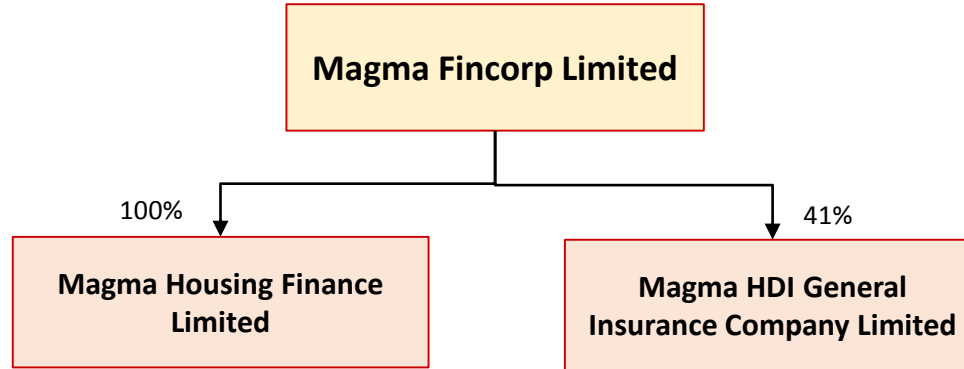 Magma Fincorp Limited
100%
41%
Magma Housing Finance
Limited
Magma HDI General
Insurance Company Limited